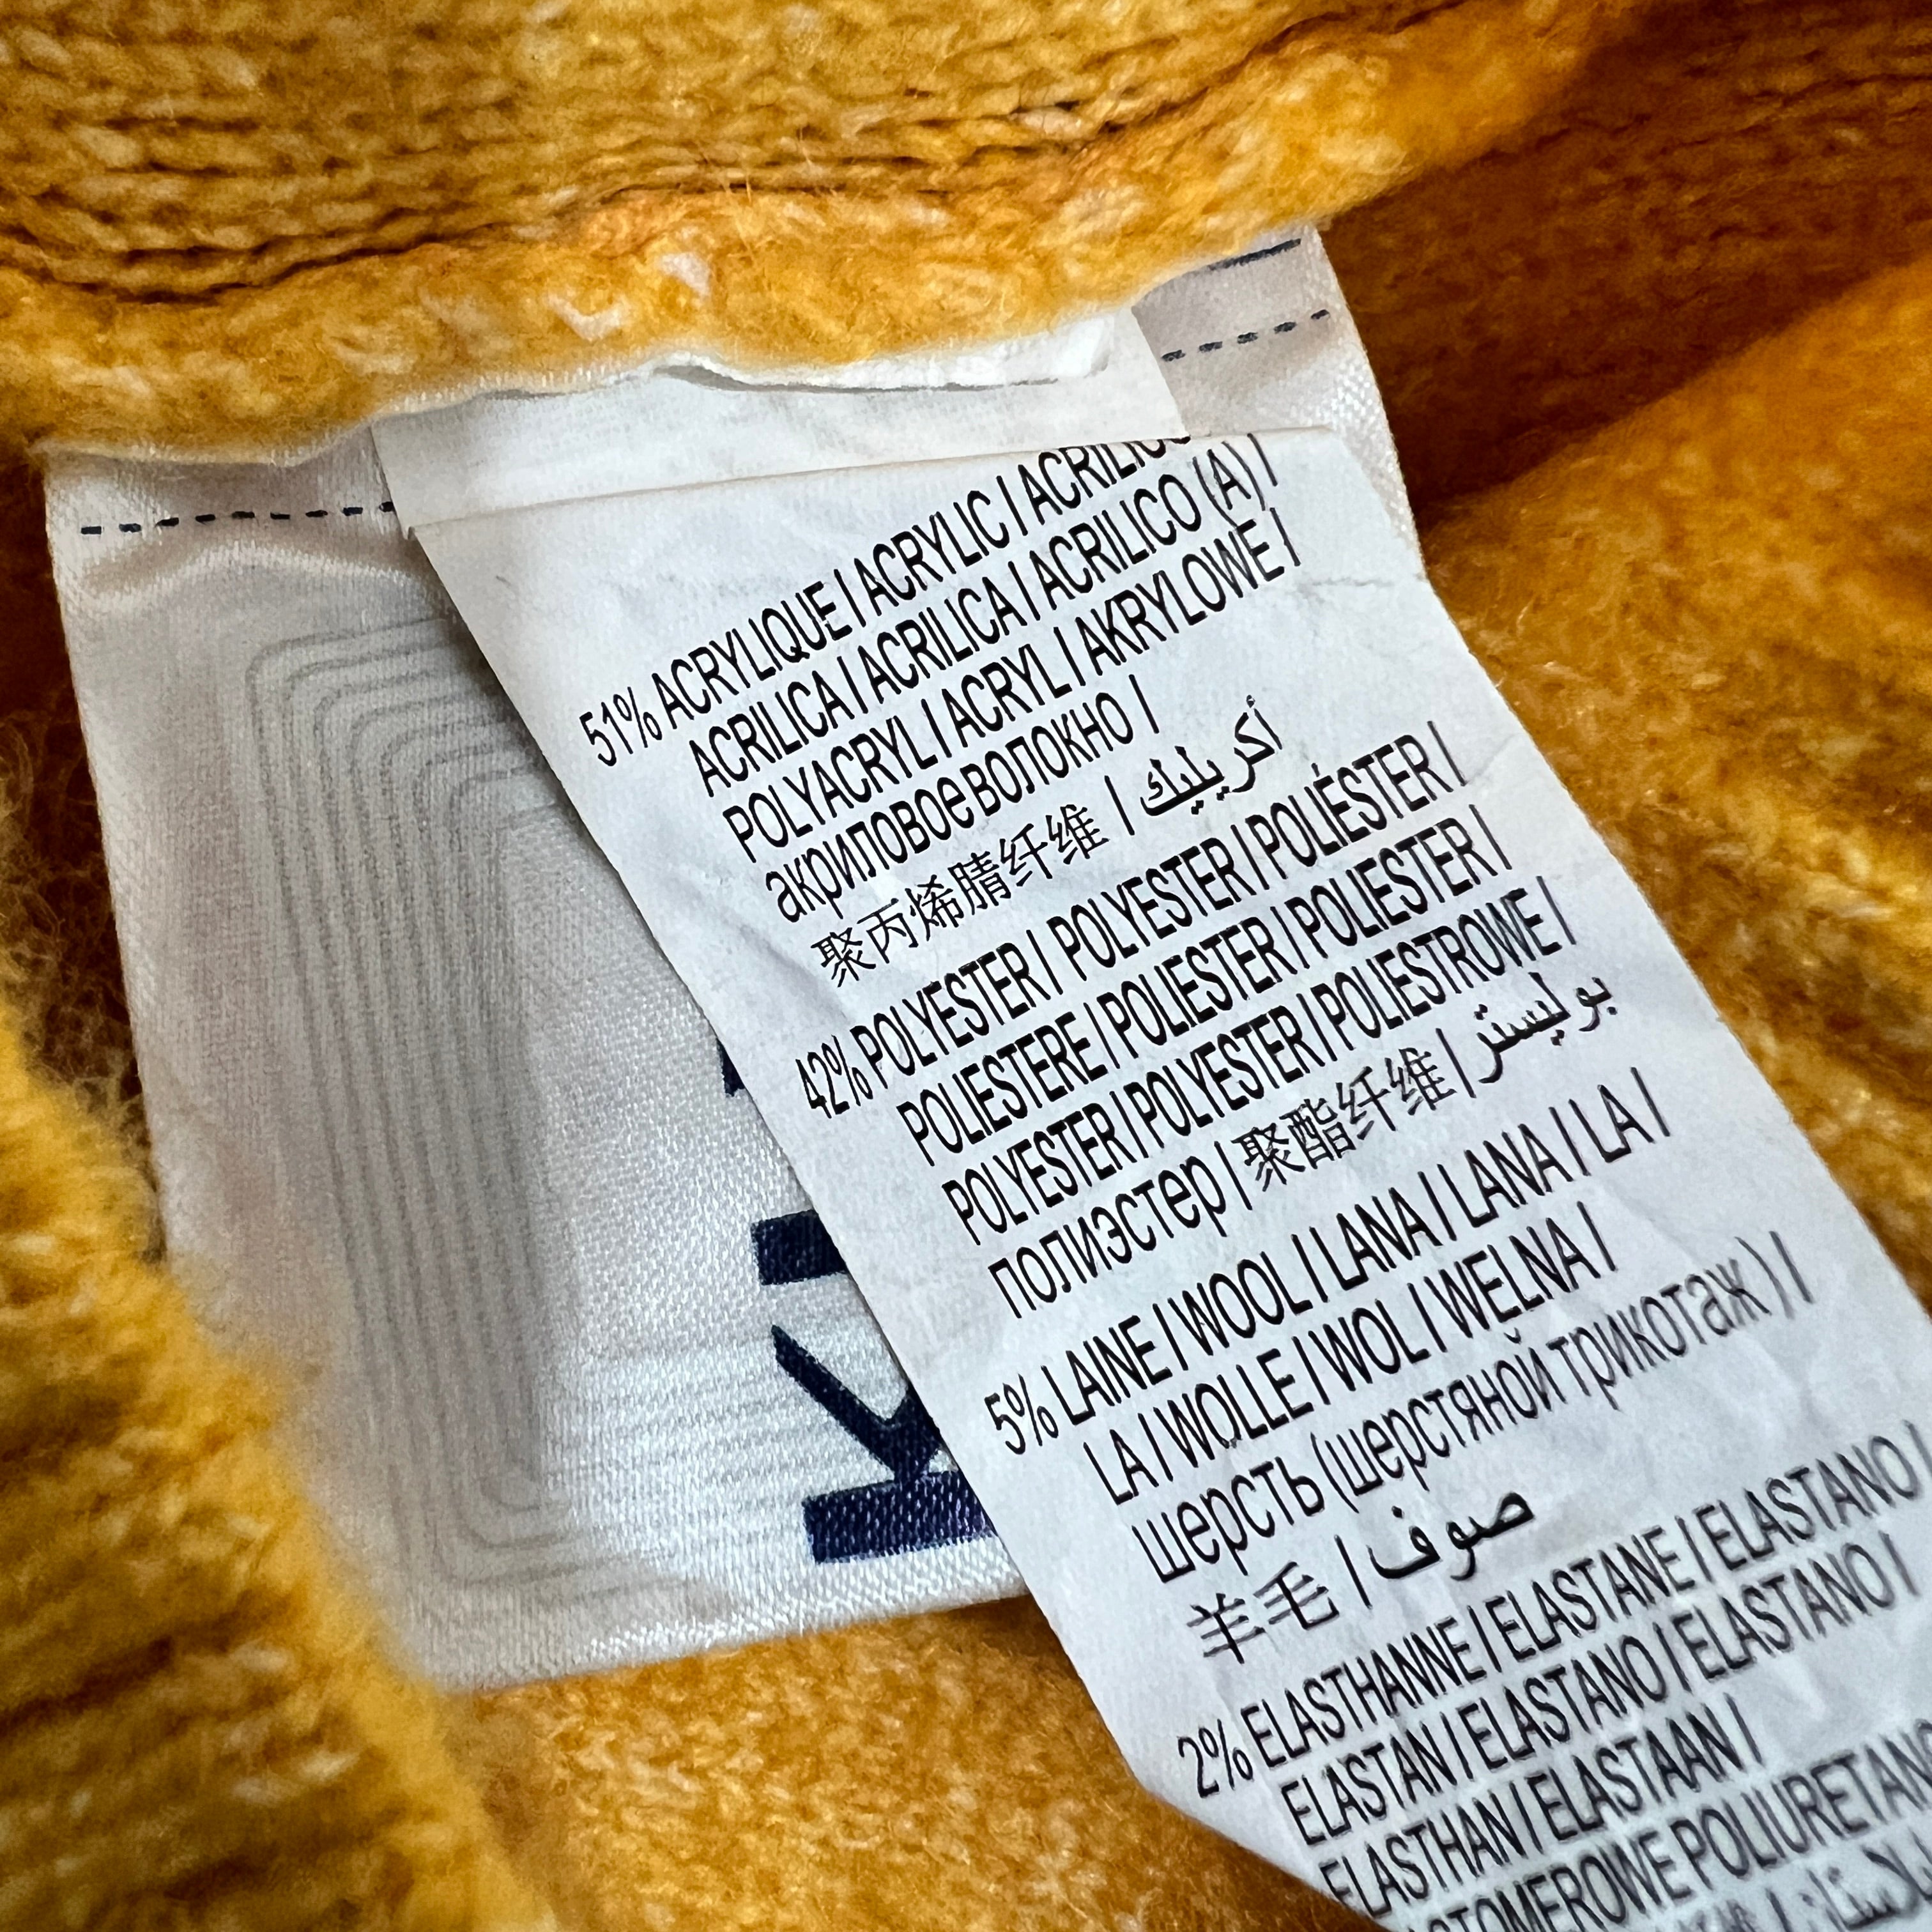 51% ACRYLIQUE | ACRYLIC | ACRILICO
ACRILICA | ACRILICA | ACRILICO (A) |
POLYACRYL | ACRYL | AKRYLOWE |
акриловое волокно |
聚丙烯腈纤维 | أكريليك
42% POLYESTER | POLYESTER | POLIÉSTER |
POLIESTERE | POLIESTER | POLIESTER |
POLYESTER | POLYESTER | POLIESTROWE |
полиэстер | 聚酯纤维 | بوليستر
5% LAINE | WOOL | LANA | LANA | LA |
LA | WOLLE | WOL | WELNA |
шерсть (шерстяной трикотаж ) |
羊毛 | صوف
2% ELASTHANNE | ELASTANE | ELASTANO |
ELASTAN | ELASTANO | ELASTANO |
ELASTHAN | ELASTAAN |
POLIURETAN